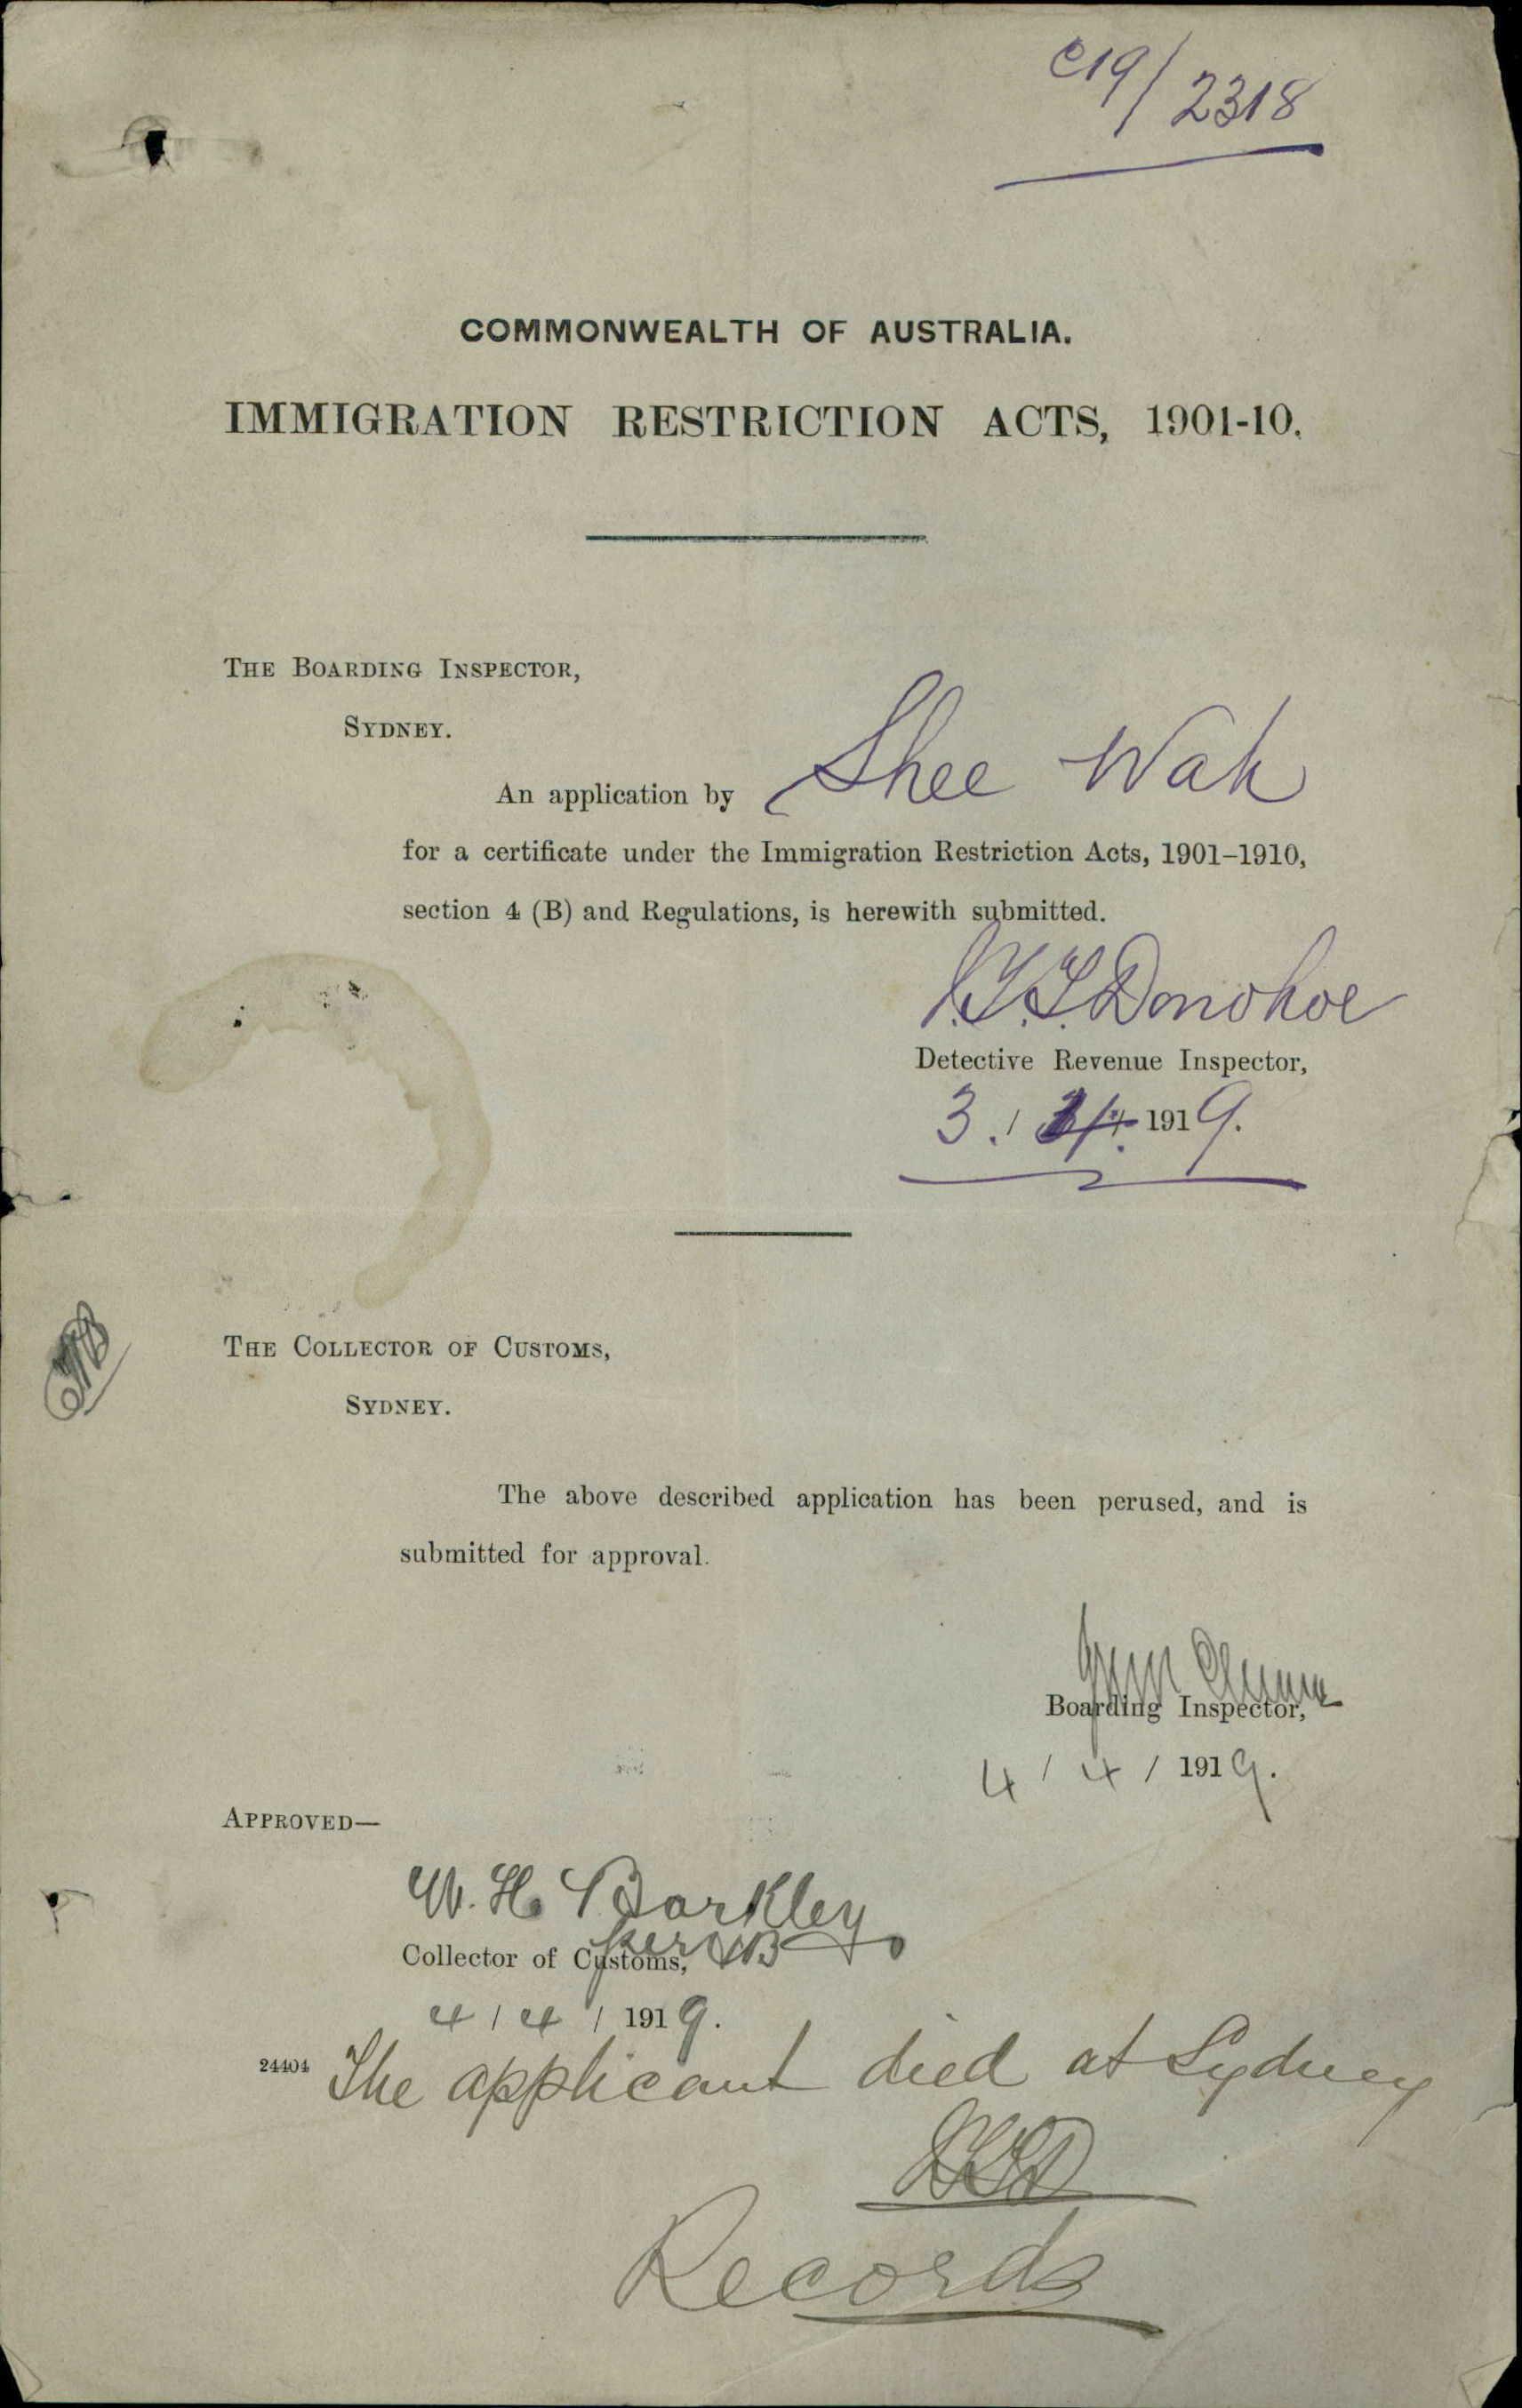 C19/2318
COMMONWEALTH OF AUSTRALIA.
IMMIGRATION RESTRICTION ACTS, 1901-10.
THE BOARDING INSPECTOR,
SYDNEY.
An application by Shee Wah
for a certificate under the Immigration Restriction Acts, 1901-1910,
section 4 (B) and Regulations, is herewith submitted.
J.T.T. Donohoe
Detective Revenue Inspector,
3 / 4 / 1919.
THE COLLECTOR OF CUSTOMS,
SYDNEY.
The above described application has been perused, and is
submitted for approval.
Boarding Inspector,
4 / 4 / 1919.
APPROVED—
W. H. Barkley
Collector of Customs, per
4 / 4 / 1919.
24404 The applicant died at Sydney
Records